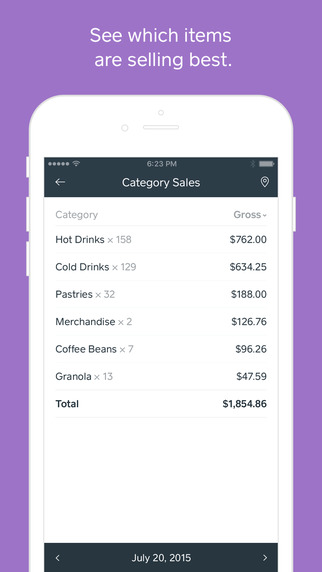 See which items
are selling best.
6:23 PM
Category Sales
Category Gross
Hot Drinks × 158 $762.00
Cold Drinks × 129 $634.25
Pastries × 32 $188.00
Merchandise × 2 $126.76
Coffee Beans × 7 $96.26
Granola × 13 $47.59
Total $1,854.86
July 20, 2015